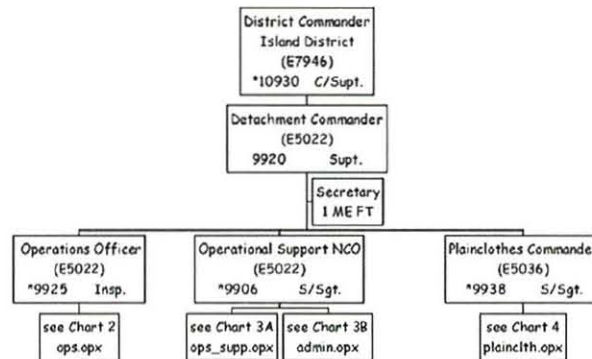 District Commander
Island District
(E7946)
*10930 C/Supt.
Detachment Commander
(E5022)
9920 Supt.
Secretary
1 ME FT
Operations Officer
(E5022)
*9925 Insp.
Operational Support NCO
(E5022)
*9906 S/Sgt.
Plainclothes Commande
(E5036)
*9938 S/Sgt.
see Chart 2
ops.opx
see Chart 3A
ops_supp.opx
see Chart 3B
admin.opx
see Chart 4
plainclth.opx